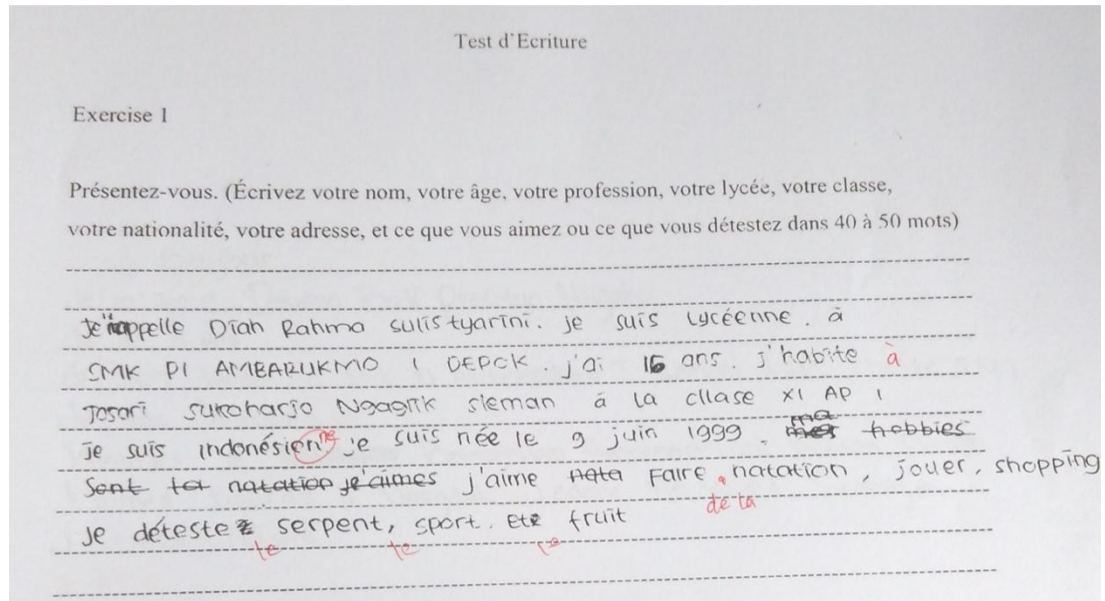 Test d'Ecriture
Exercise 1
Présentez-vous. (Écrivez votre nom, votre âge, votre profession, votre lycée, votre classe,
votre nationalité, votre adresse, et ce que vous aimez ou ce que vous détestez dans 40 à 50 mots)
Je m'appelle Diah Rahma sulistyarini. je suis Lycéenne. à
SMK PI AMBARUKMO 1 DEPOK. j'ai 16 ans. j'habite à
Josari sukoharjo Ngaglik sleman à la cllase XI AP 1
Je suis indonésienne je suis née le 9 juin 1999. ma hobbies
Sont natation je aimes j'aime Faire de la natation, jouer, shopping
Je déteste le serpent, le sport. et le fruit